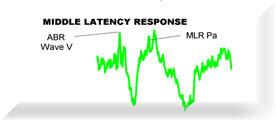 MIDDLE LATENCY RESPONSE
ABR
Wave V
MLR Pa